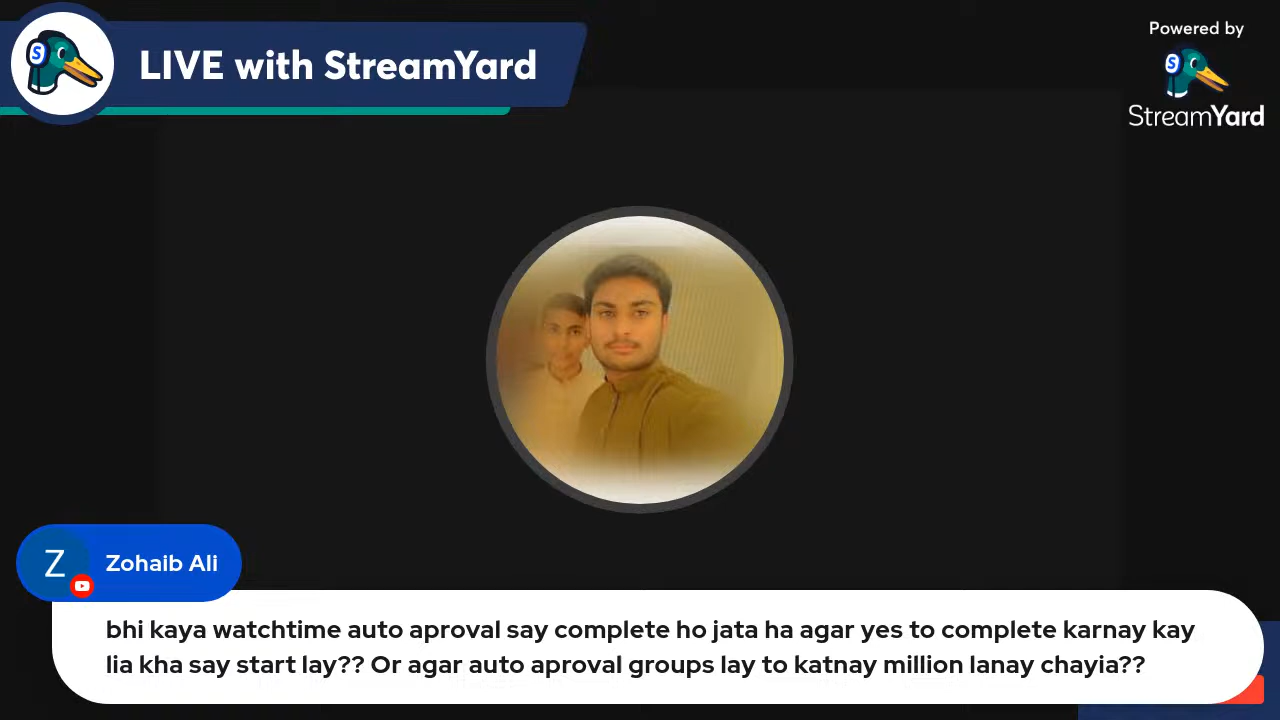 LIVE with StreamYard
Powered by
StreamYard
S
S
Z
Zohaib Ali
bhi kaya watchtime auto aproval say complete ho jata ha agar yes to complete karnay kay
lia kha say start lay?? Or agar auto aproval groups lay to katnay million lanay chayia??